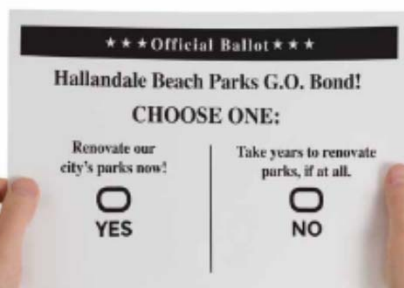 ★★★Official Ballot★★★
Hallandale Beach Parks G.O. Bond!
CHOOSE ONE:
Renovate our
city's parks now!
YES
Take years to renovate
parks, if at all.
NO